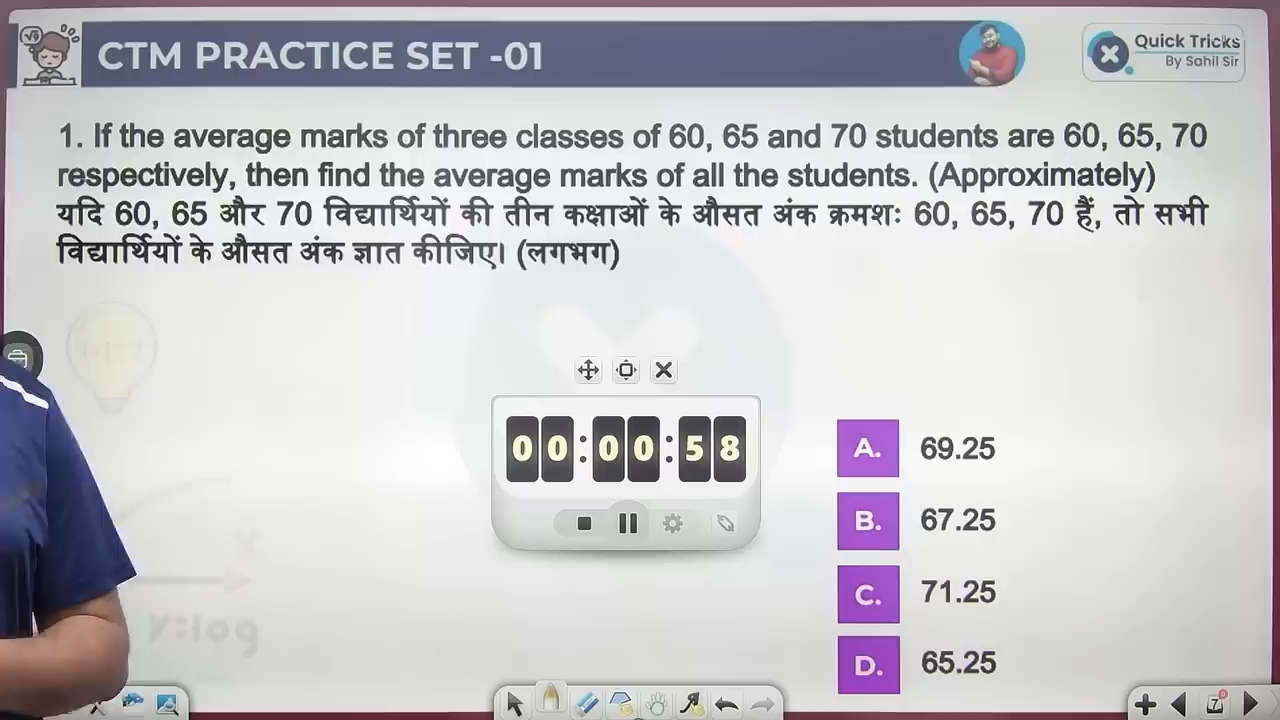 CTM PRACTICE SET -01
Quick Tricks
By Sahil Sir
1. If the average marks of three classes of 60, 65 and 70 students are 60, 65, 70
respectively, then find the average marks of all the students. (Approximately)
यदि 60, 65 और 70 विद्यार्थियों की तीन कक्षाओं के औसत अंक क्रमशः 60, 65, 70 हैं, तो सभी
विद्यार्थियों के औसत अंक ज्ञात कीजिए। (लगभग)
00:00:58
A. 69.25
B. 67.25
C. 71.25
D. 65.25
y=log